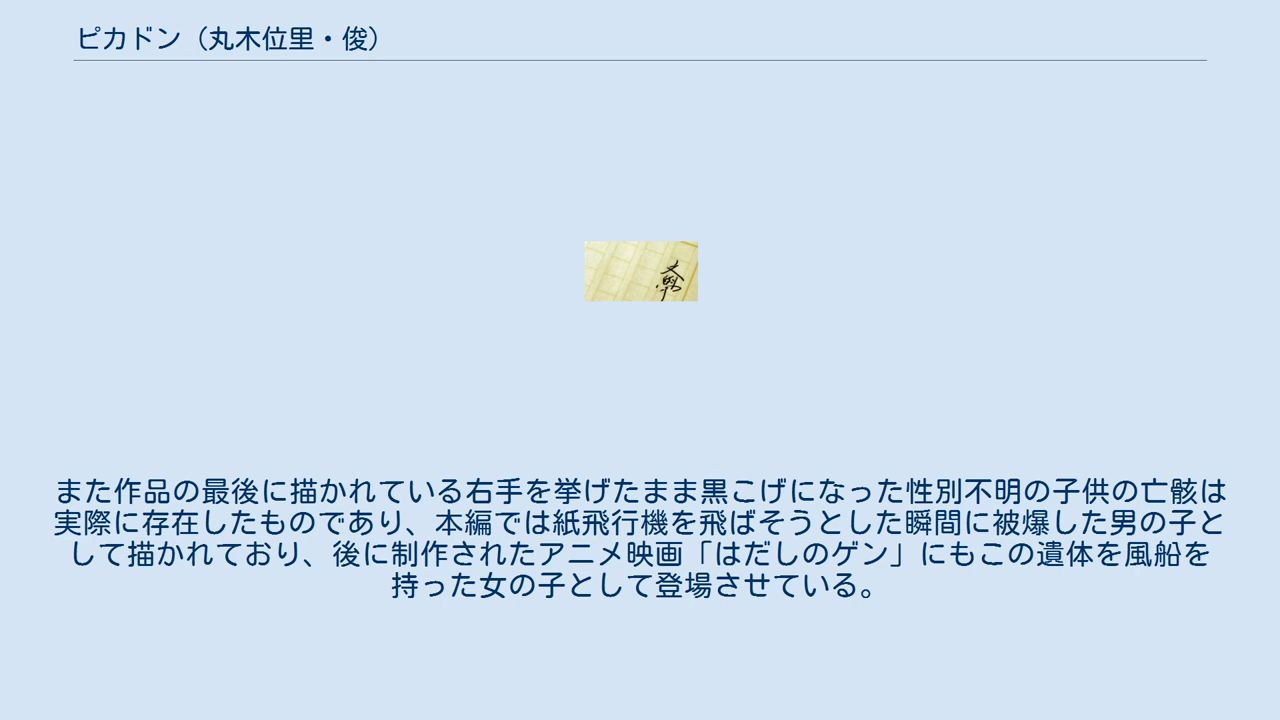 ピカドン（丸木位里・俊）
また作品の最後に描かれている右手を挙げたまま黒こげになった性別不明の子供の亡骸は
実際に存在したものであり、本編では紙飛行機を飛ばそうとした瞬間に被爆した男の子と
して描かれており、後に制作されたアニメ映画「はだしのゲン」にもこの遺体を風船を
持った女の子として登場させている。